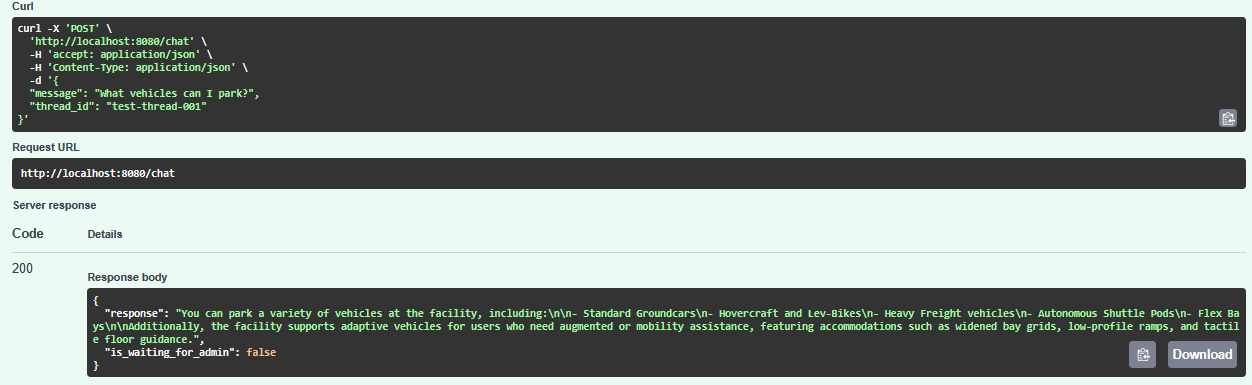 Curl
curl -X 'POST' \
  'http://localhost:8080/chat' \
  -H 'accept: application/json' \
  -H 'Content-Type: application/json' \
  -d '{
  "message": "What vehicles can I park?",
  "thread_id": "test-thread-001"
}'
Request URL
http://localhost:8080/chat
Server response
Code Details
200
Response body
{
  "response": "You can park a variety of vehicles at the facility, including:\n\n- Standard Groundcars\n- Hovercraft and Lev-Bikes\n- Heavy Freight vehicles\n- Autonomous Shuttle Pods\n- Flex Ba
ys\n\nAdditionally, the facility supports adaptive vehicles for users who need augmented or mobility assistance, featuring accommodations such as widened bay grids, low-profile ramps, and tactil
e floor guidance.",
  "is_waiting_for_admin": false
}
Download